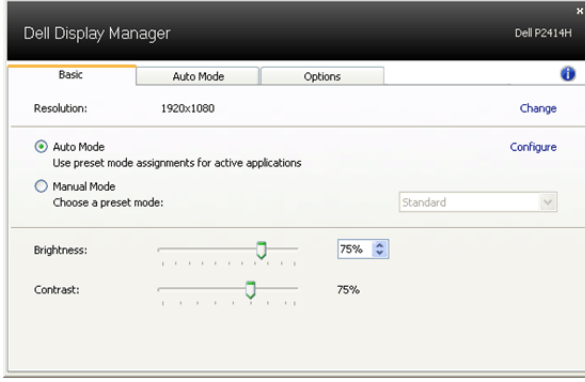 Dell Display Manager
Dell P2414H
Basic
Auto Mode
Options
Resolution:
1920x1080
Change
Auto Mode
Configure
Use preset mode assignments for active applications
Manual Mode
Choose a preset mode:
Standard
Brightness:
75%
Contrast:
75%